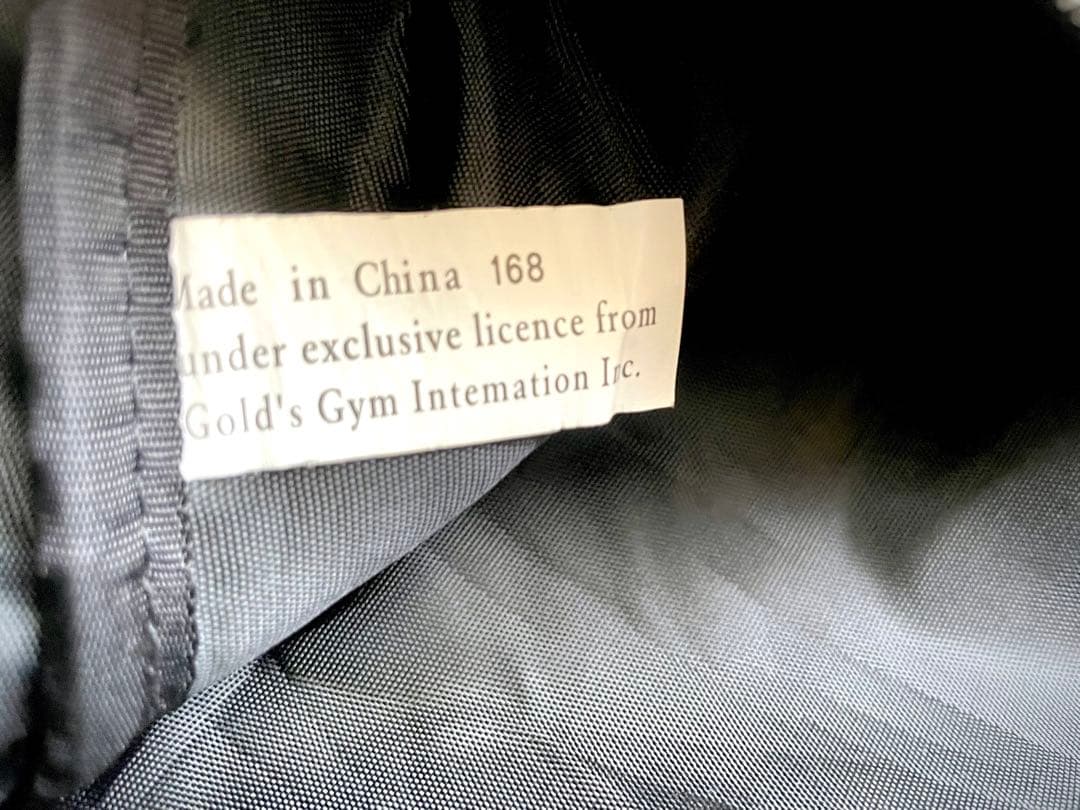 Made in China 168
under exclusive licence from
Gold's Gym Intemation Inc.